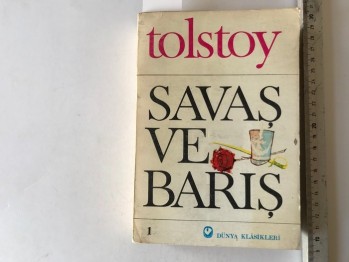 tolstoy
SAVAŞ
VE
BARIŞ
1
DÜNYA KLÂSİKLERİ